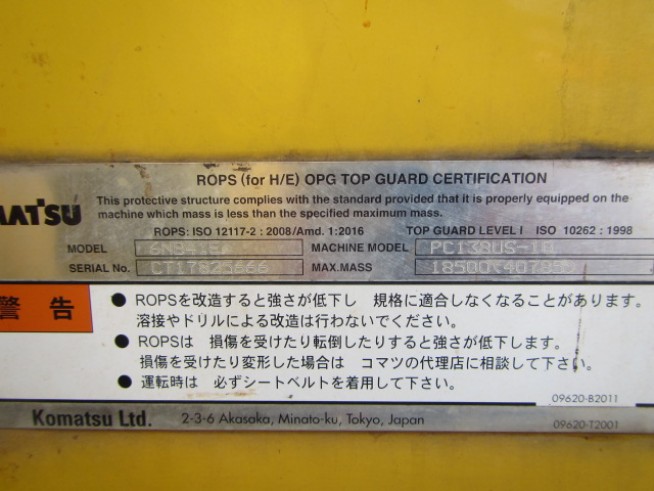 ROPS (for H/E) OPG TOP GUARD CERTIFICATION
MATSU
This protective structure complies with the standard provided that it is properly equipped on the
machine which mass is less than the specified maximum mass.
ROPS: ISO 12117-2 : 2008/Amd. 1:2016 TOP GUARD LEVEL I ISO 10262 : 1998
MODEL MACHINE MODEL PC138US-10
SERIAL No. MAX.MASS
警 告
● ROPSを改造すると強さが低下し 規格に適合しなくなることがあります。
溶接やドリルによる改造は行わないでください。
● ROPSは 損傷を受けたり転倒したりすると強さが低下します。
損傷を受けたり変形した場合は コマツの代理店に相談して下さい。
● 運転時は 必ずシートベルトを着用して下さい。
09620-B2011
Komatsu Ltd. 2-3-6 Akasaka, Minato-ku, Tokyo, Japan
09620-T2001